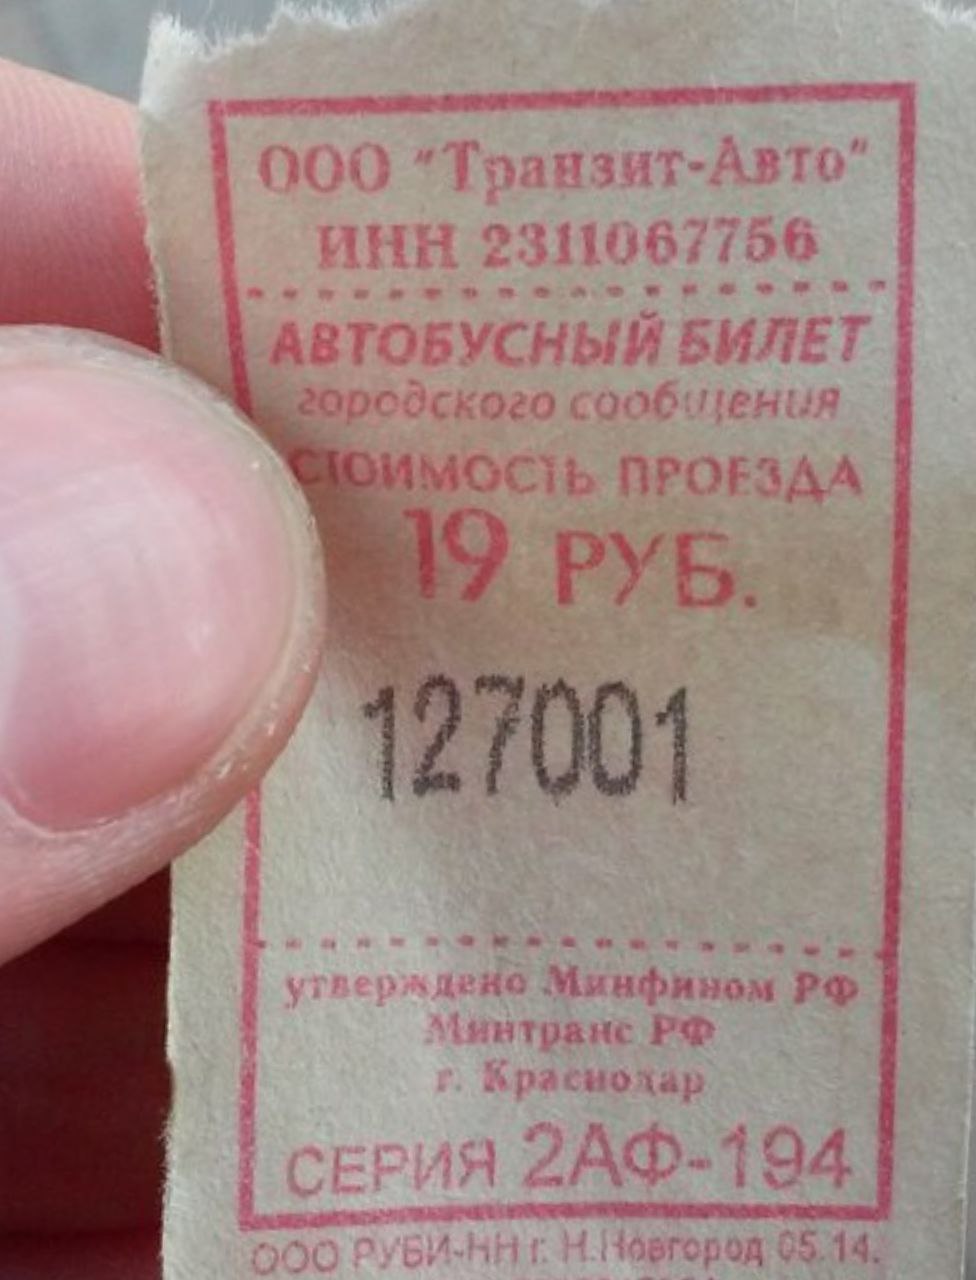 ООО "Транзит-Авто"
ИНН 2311067756
АВТОБУСНЫЙ БИЛЕТ
городского сообщения
СТОИМОСТЬ ПРОЕЗДА
19 РУБ.
127001
утверждено Минфином РФ
Минтранс РФ
г. Краснодар
СЕРИЯ 2АФ-194
ООО РУБИ-НН г. Н.Новгород 05.14.